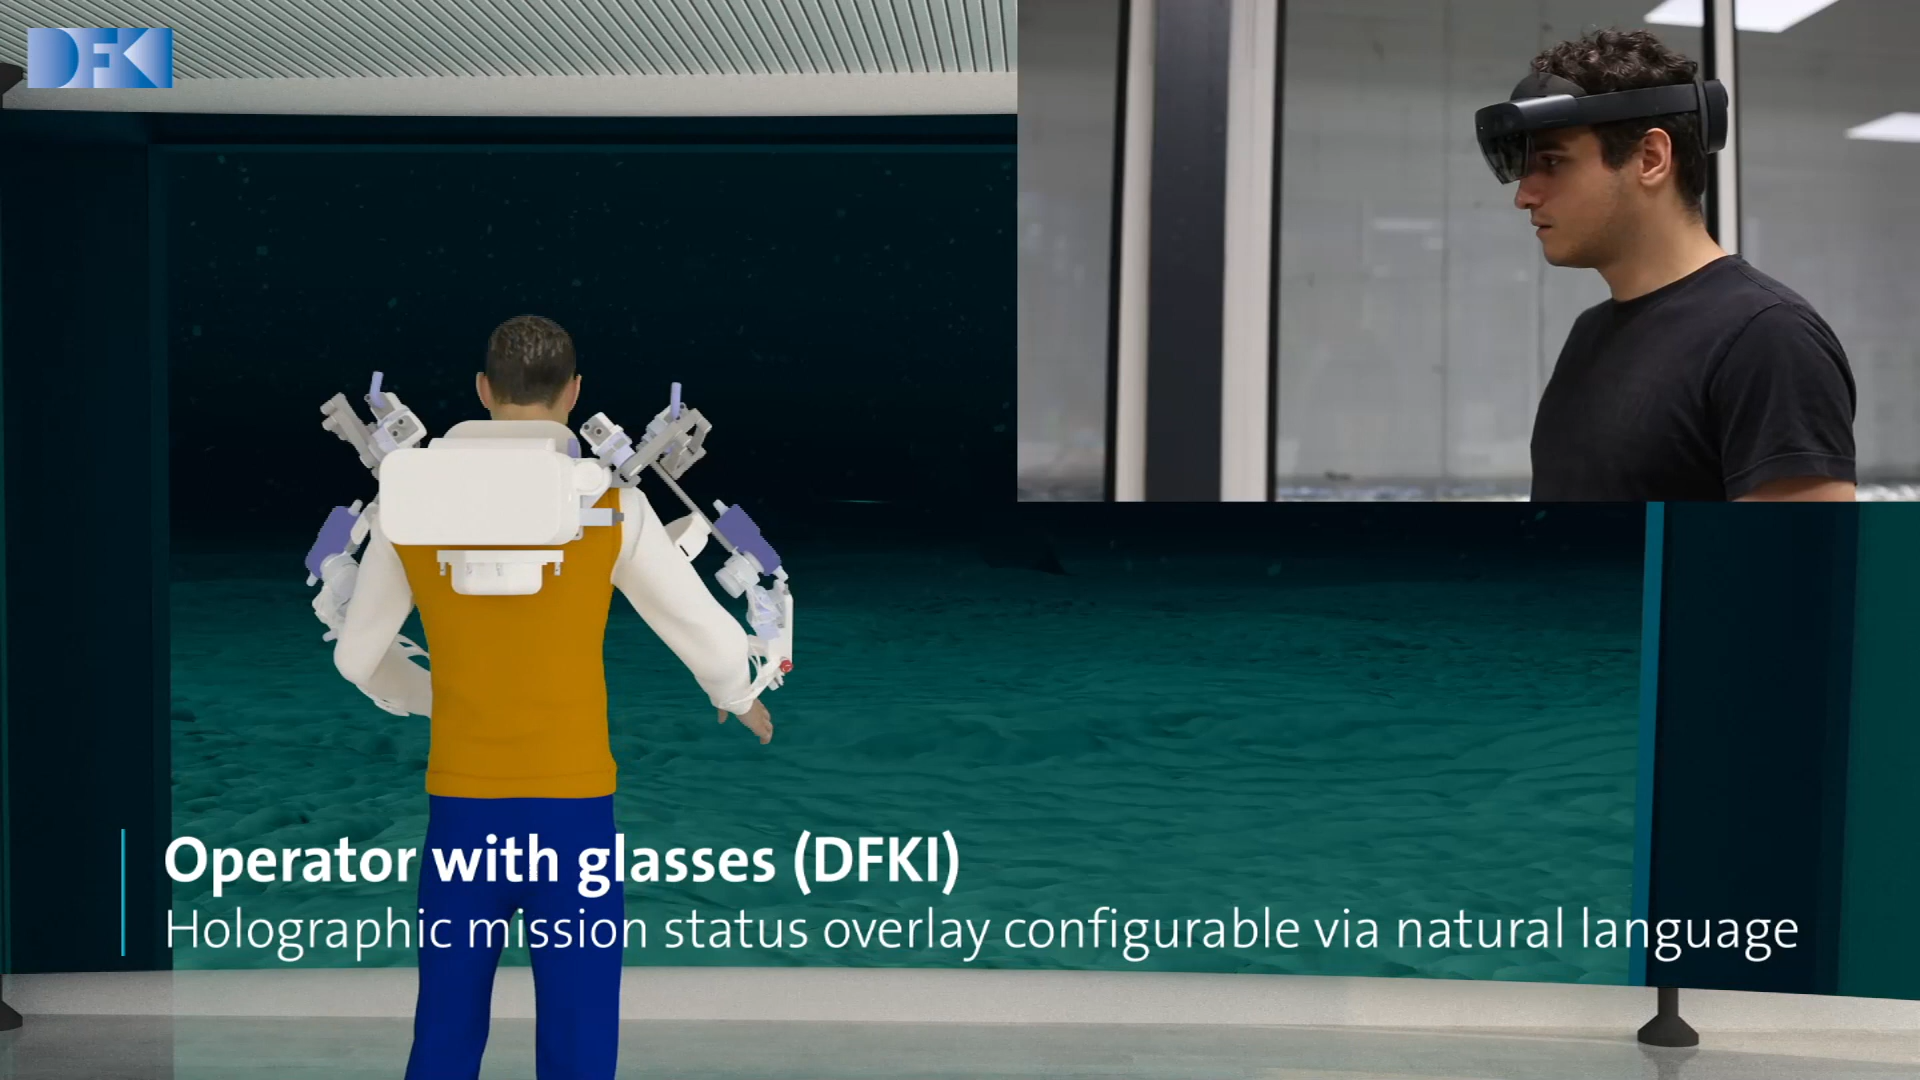 DFKI
Operator with glasses (DFKI)
Holographic mission status overlay configurable via natural language